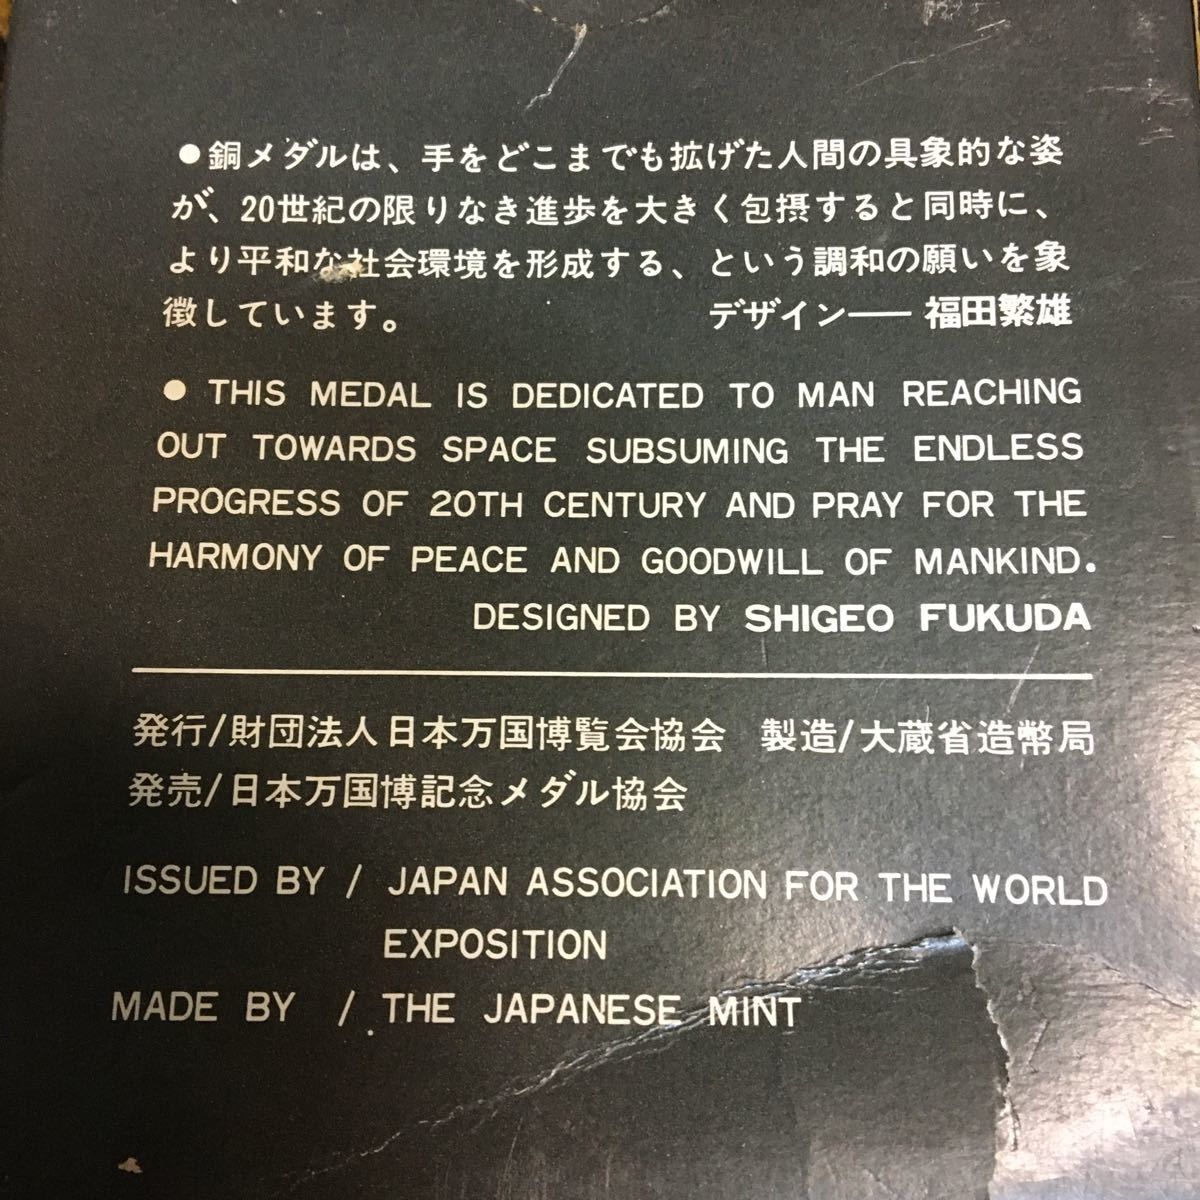 ●銅メダルは、手をどこまでも拡げた人間の具象的な姿
が、20世紀の限りなき進歩を大きく包摂すると同時に、
より平和な社会環境を形成する、という調和の願いを象
徴しています。 デザイン── 福田繁雄
● THIS MEDAL IS DEDICATED TO MAN REACHING
OUT TOWARDS SPACE SUBSUMING THE ENDLESS
PROGRESS OF 20TH CENTURY AND PRAY FOR THE
HARMONY OF PEACE AND GOODWILL OF MANKIND.
DESIGNED BY SHIGEO FUKUDA
発行/財団法人日本万国博覧会協会 製造/大蔵省造幣局
発売/日本万国博記念メダル協会
ISSUED BY / JAPAN ASSOCIATION FOR THE WORLD
EXPOSITION
MADE BY / THE JAPANESE MINT